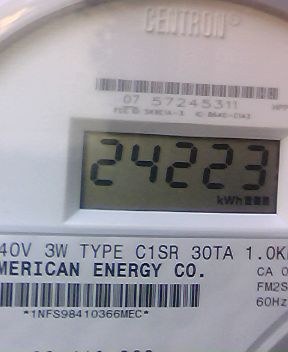 CENTRON®
07 57245311
24223
kWh
40V 3W TYPE C1SR 30TA 1.0K
MERICAN ENERGY CO.
CA 0
FM2S
60Hz
*1NFS98410366MEC*